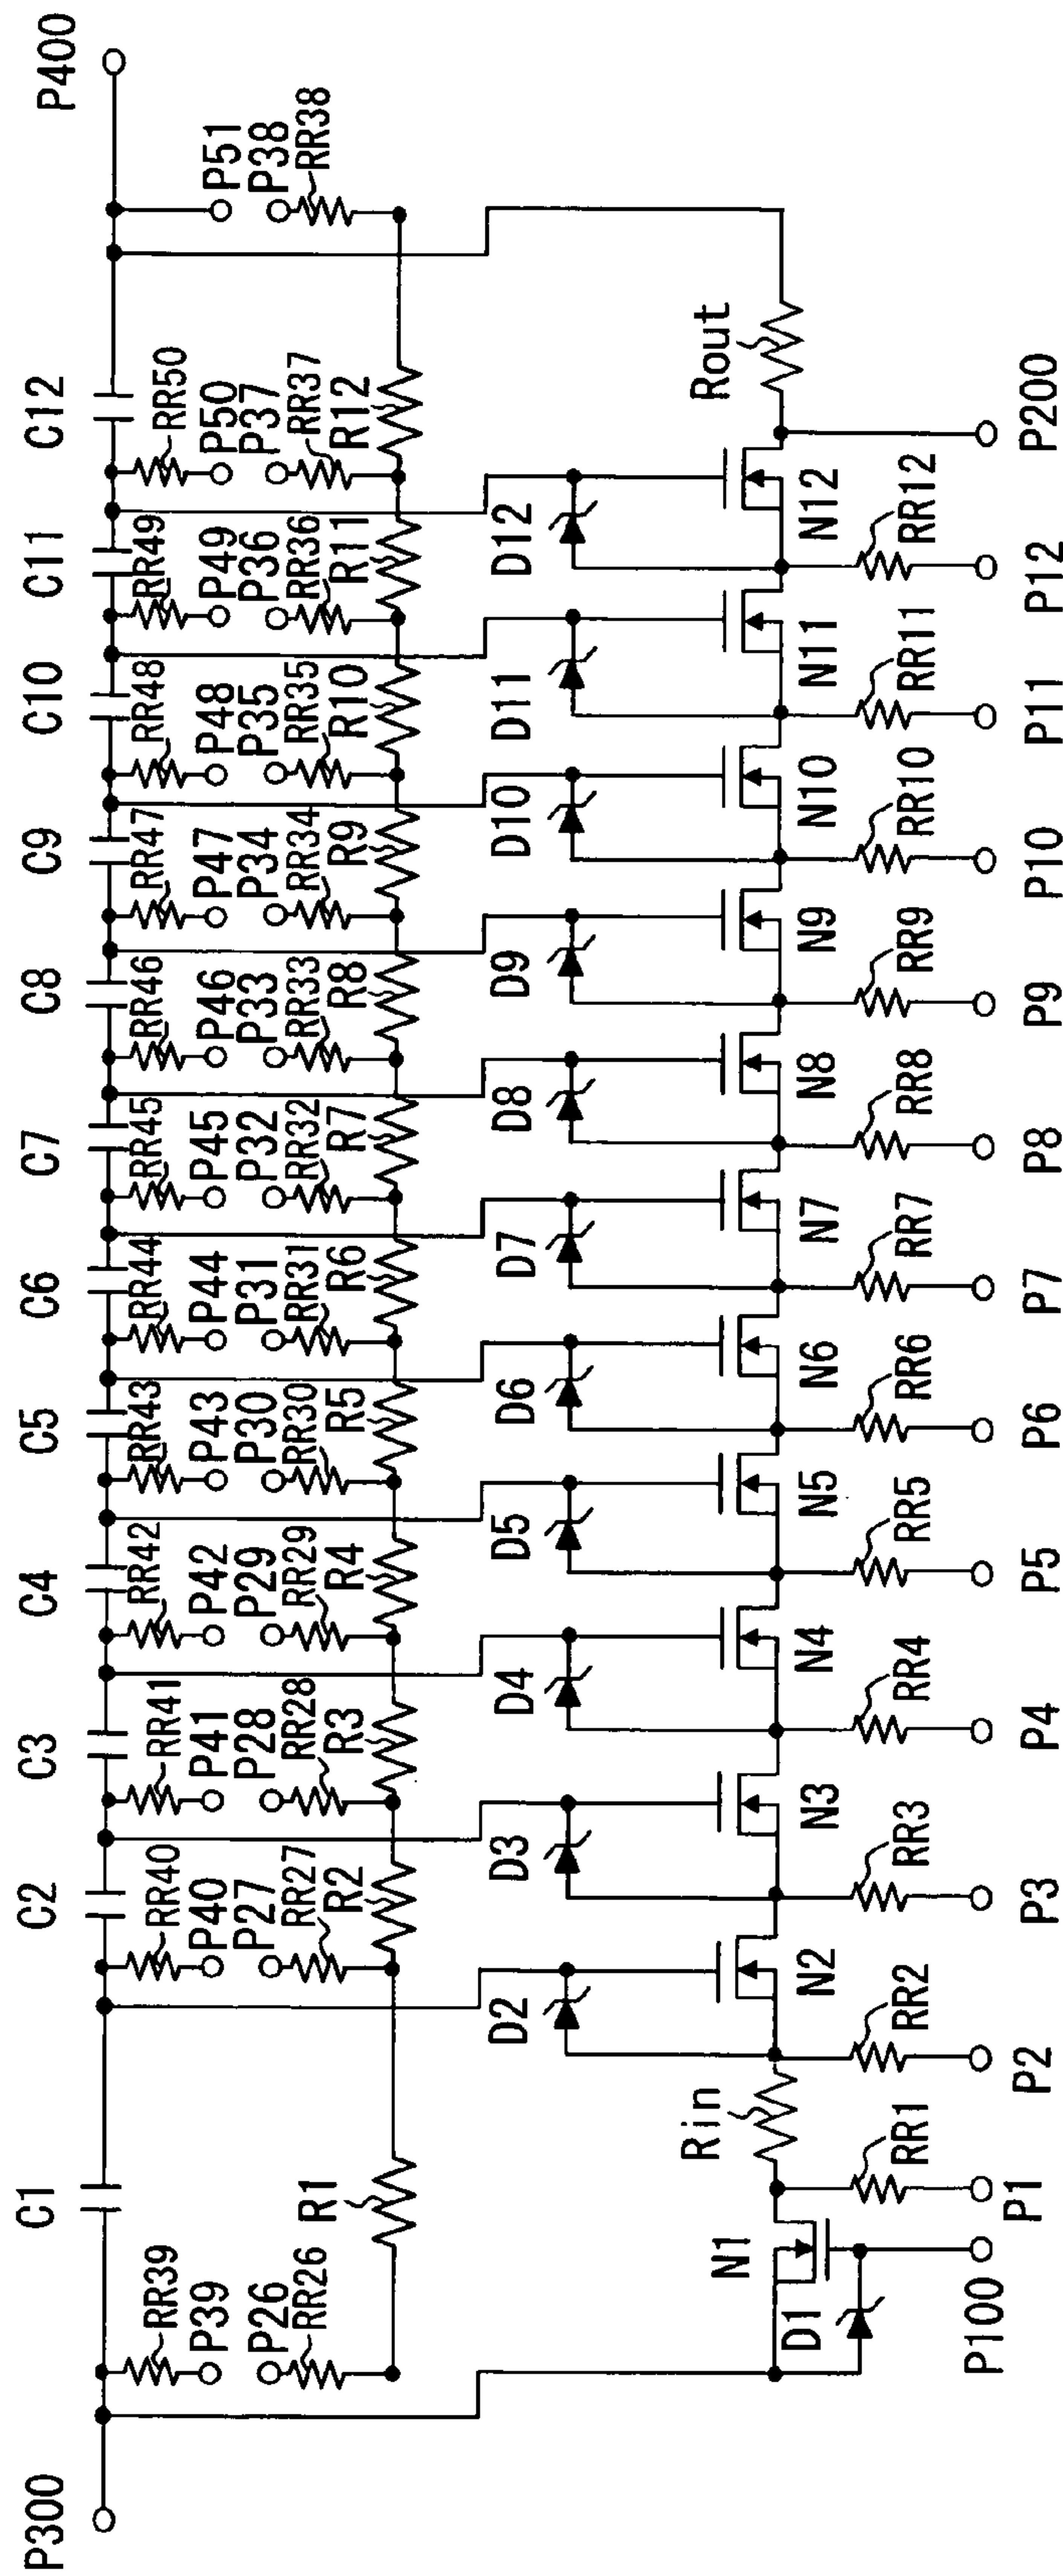 P300 C1 C2 C3 C4 C5 C6 C7 C8 C9 C10 C11 C12 P400
RR39 RR40 RR41 RR42 RR43 RR44 RR45 RR46 RR47 RR48 RR49 RR50
P39 P40 P41 P42 P43 P44 P45 P46 P47 P48 P49 P50 P51
P26 P27 P28 P29 P30 P31 P32 P33 P34 P35 P36 P37 P38
RR26 RR27 RR28 RR29 RR30 RR31 RR32 RR33 RR34 RR35 RR36 RR37 RR38
R1 R2 R3 R4 R5 R6 R7 R8 R9 R10 R11 R12
D2 D3 D4 D5 D6 D7 D8 D9 D10 D11 D12
Rin Rout
N1 N2 N3 N4 N5 N6 N7 N8 N9 N10 N11 N12
D1
RR1 RR2 RR3 RR4 RR5 RR6 RR7 RR8 RR9 RR10 RR11 RR12
P100 P1 P2 P3 P4 P5 P6 P7 P8 P9 P10 P11 P12 P200